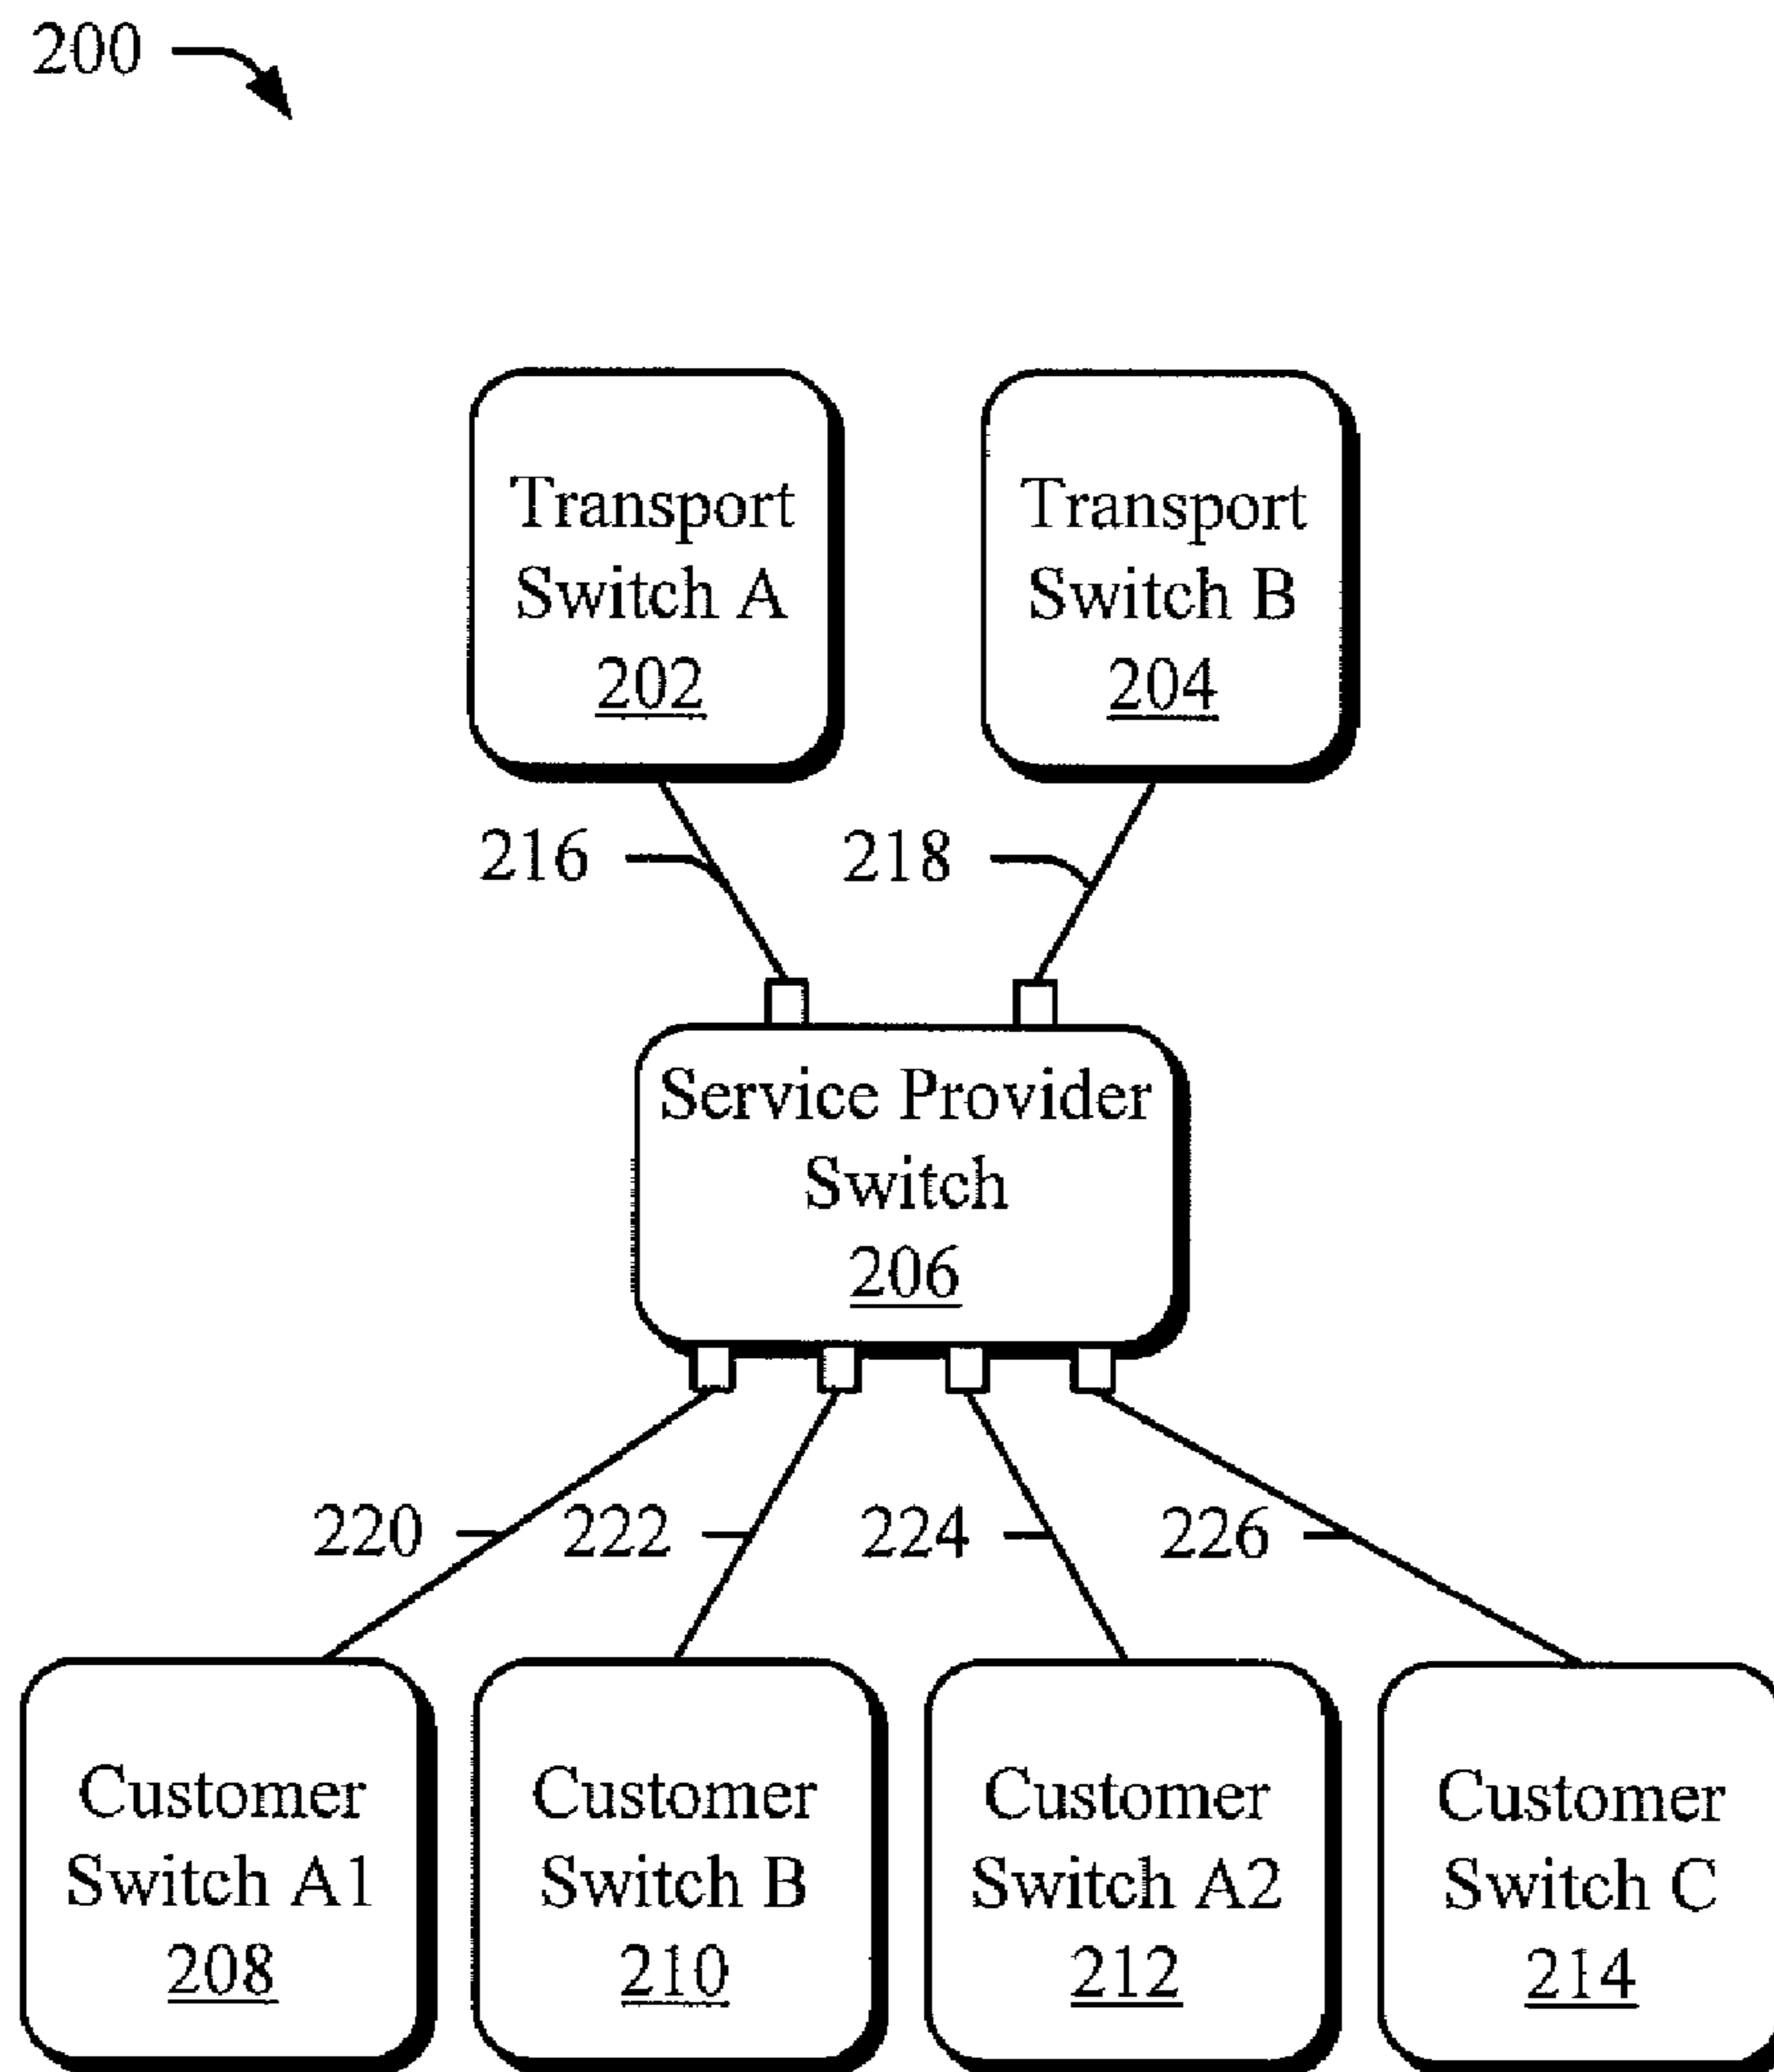 200
Transport
Switch A
202
Transport
Switch B
204
216
218
Service Provider
Switch
206
220
222
224
226
Customer
Switch A1
208
Customer
Switch B
210
Customer
Switch A2
212
Customer
Switch C
214